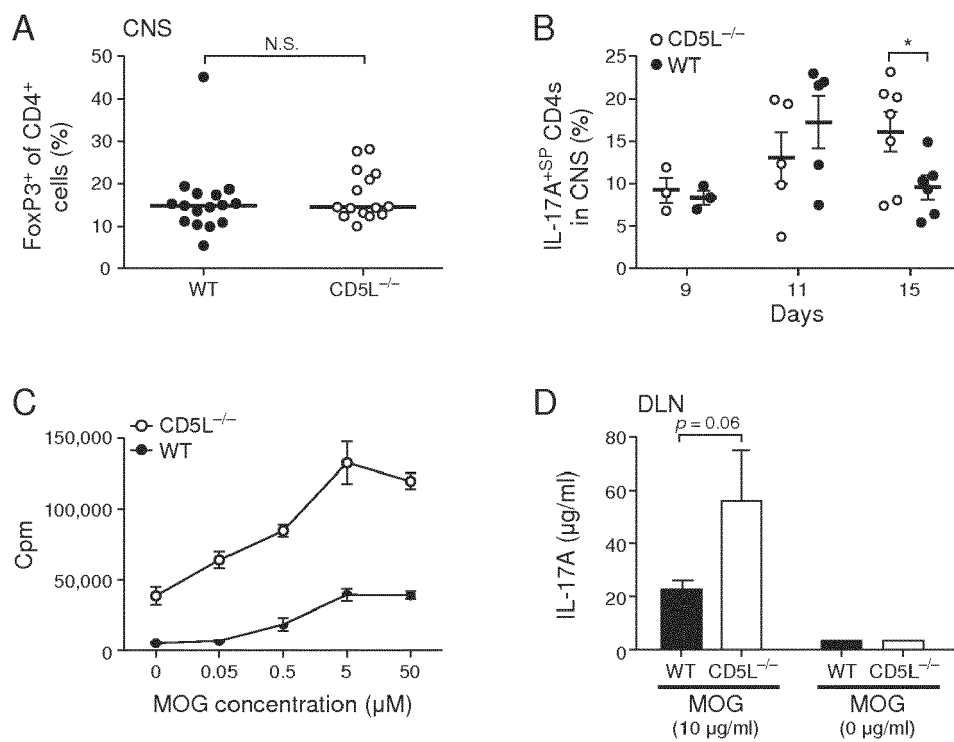 A
CNS
N.S.
50
40
30
20
10
0
FoxP3⁺ of CD4⁺
cells (%)
WT
CD5L⁻/⁻
B
CD5L⁻/⁻
WT
*
25
20
15
10
5
0
IL-17A⁺ˢᴾ CD4s
in CNS (%)
9
11
15
Days
C
CD5L⁻/⁻
WT
150,000
100,000
50,000
0
Cpm
0
0.05
0.5
5
50
MOG concentration (µM)
D
DLN
p = 0.06
80
60
40
20
0
IL-17A (µg/ml)
WT
CD5L⁻/⁻
WT
CD5L⁻/⁻
MOG
(10 µg/ml)
MOG
(0 µg/ml)